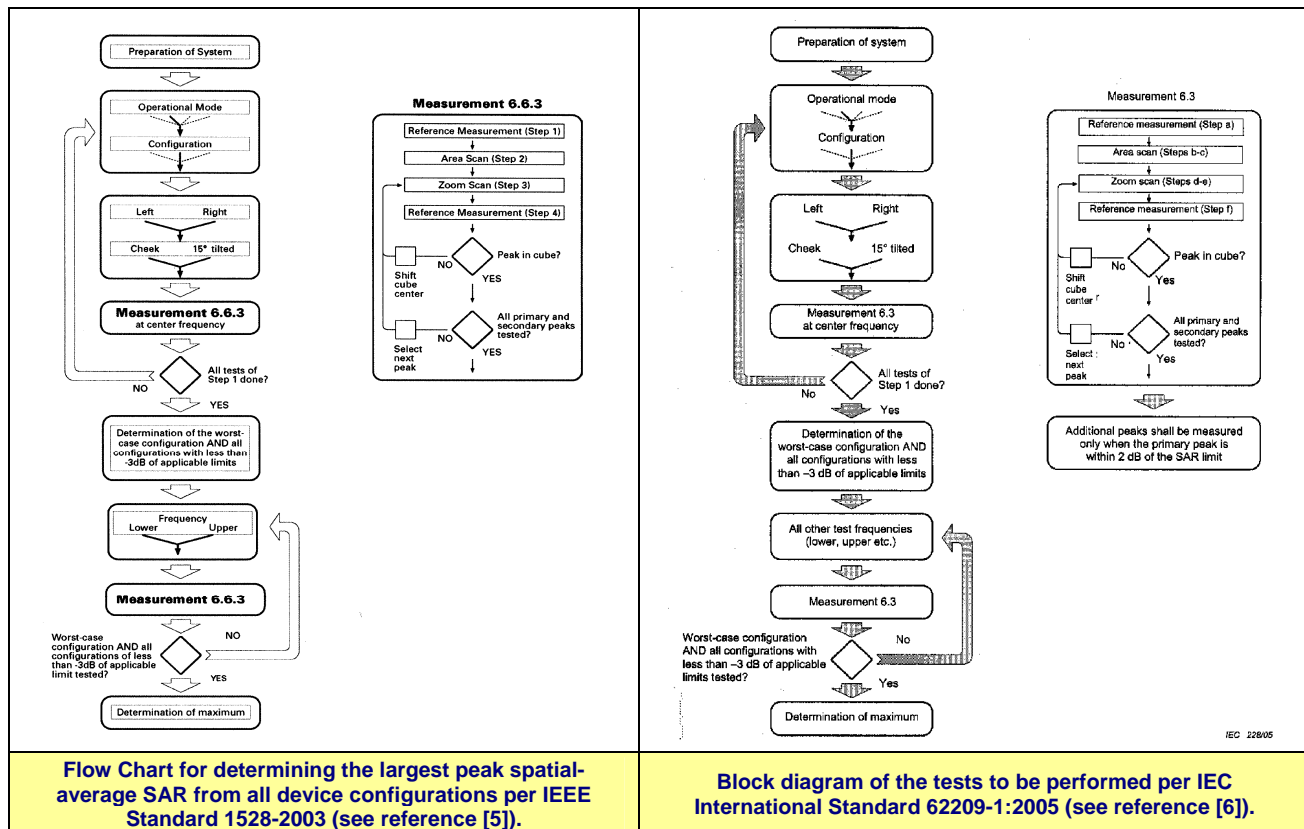 Preparation of System
Operational Mode
Configuration
Left Right
Cheek 15° tilted
Measurement 6.6.3
at center frequency
All tests of
Step 1 done?
NO
YES
Determination of the worst-
case configuration AND all
configurations with less than
-3dB of applicable limits
Frequency
Lower Upper
Measurement 6.6.3
Worst-case
configuration AND all
configurations of less
than -3dB of applicable
limit tested?
NO
YES
Determination of maximum
Measurement 6.6.3
Reference Measurement (Step 1)
Area Scan (Step 2)
Zoom Scan (Step 3)
Reference Measurement (Step 4)
Peak in cube?
NO
YES
Shift
cube
center
All primary and
secondary peaks
tested?
NO
YES
Select
next
peak
Flow Chart for determining the largest peak spatial-
average SAR from all device configurations per IEEE
Standard 1528-2003 (see reference [5]).
Preparation of system
Operational mode
Configuration
Left Right
Cheek 15° tilted
Measurement 6.3
at center frequency
All tests of
Step 1 done?
No
Yes
Determination of the
worst-case configuration AND
all configurations with less
than –3 dB of applicable limits
All other test frequencies
(lower, upper etc.)
Measurement 6.3
Worst-case configuration
AND all configurations with
less than –3 dB of applicable
limits tested?
No
Yes
Determination of maximum
Measurement 6.3
Reference measurement (Step a)
Area scan (Steps b-c)
Zoom scan (Steps d-e)
Reference measurement (Step f)
Peak in cube?
No
Yes
Shift
cube
center
All primary and
secondary peaks
tested?
No
Yes
Select
next
peak
Additional peaks shall be measured
only when the primary peak is
within 2 dB of the SAR limit
IEC 228/05
Block diagram of the tests to be performed per IEC
International Standard 62209-1:2005 (see reference [6]).